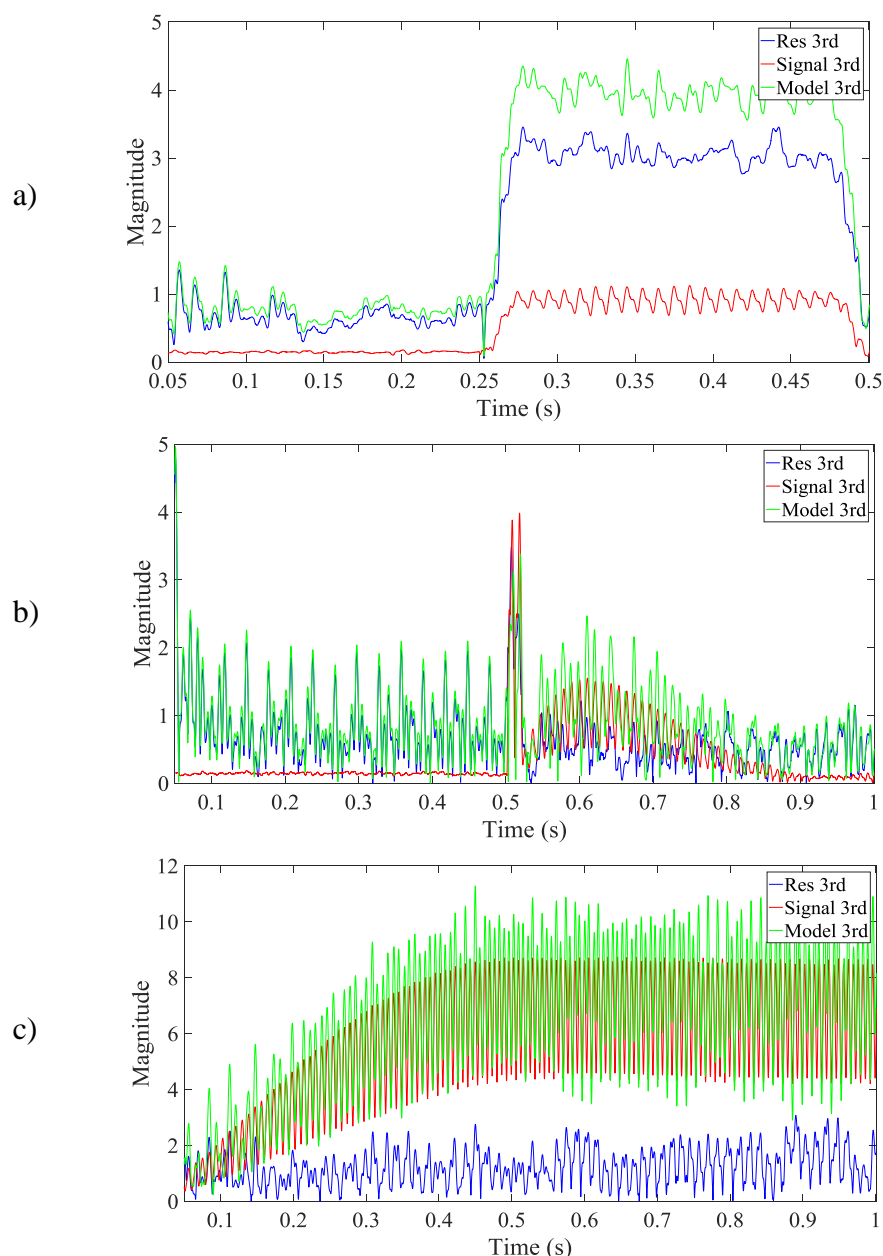 a)
Magnitude
5
4
3
2
1
0
Res 3rd
Signal 3rd
Model 3rd
0.05 0.1 0.15 0.2 0.25 0.3 0.35 0.4 0.45 0.5
Time (s)
b)
Magnitude
5
4
3
2
1
0
Res 3rd
Signal 3rd
Model 3rd
0.1 0.2 0.3 0.4 0.5 0.6 0.7 0.8 0.9 1
Time (s)
c)
Magnitude
12
10
8
6
4
2
0
Res 3rd
Signal 3rd
Model 3rd
0.1 0.2 0.3 0.4 0.5 0.6 0.7 0.8 0.9 1
Time (s)